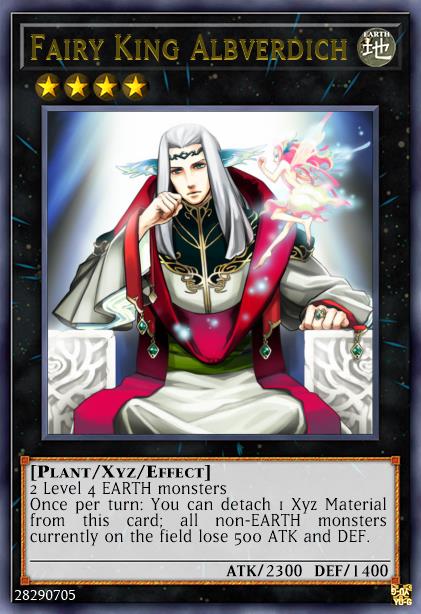 Fairy King Albverdich
EARTH
地
[Plant/Xyz/Effect]
2 Level 4 EARTH monsters
Once per turn: You can detach 1 Xyz Material
from this card; all non-EARTH monsters
currently on the field lose 500 ATK and DEF.
ATK/2300 DEF/1400
28290705